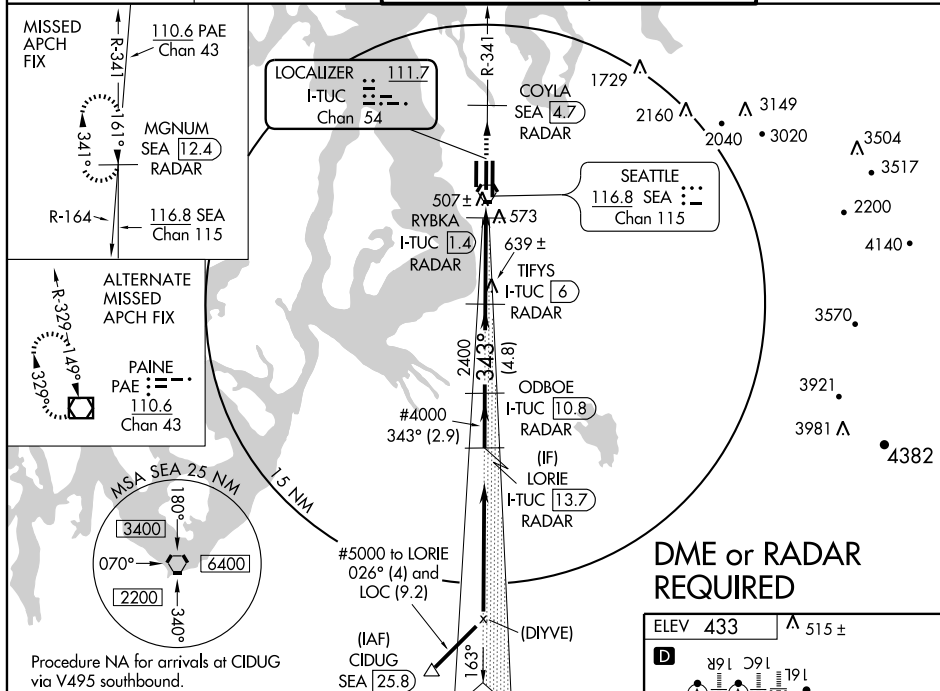 MISSED
APCH
FIX
R-341
110.6 PAE
Chan 43
161°
341°
MGNUM
SEA 12.4
RADAR
R-164
116.8 SEA
Chan 115
ALTERNATE
MISSED
APCH FIX
R-329
149°
329°
PAINE
PAE
110.6
Chan 43
LOCALIZER 111.7
I-TUC
Chan 54
R-341
COYLA
SEA 4.7
RADAR
1729
2160
2040
3149
3020
3504
3517
2200
4140
3570
3921
3981
4382
SEATTLE
116.8 SEA
Chan 115
507 ±
573
RYBKA
I-TUC 1.4
RADAR
639 ±
TIFYS
I-TUC 6
RADAR
2400
343°
(4.8)
ODBOE
I-TUC 10.8
RADAR
#4000
343° (2.9)
(IF)
LORIE
I-TUC 13.7
RADAR
15 NM
MSA SEA 25 NM
180°
3400
070°
6400
2200
340°
#5000 to LORIE
026° (4) and
LOC (9.2)
(IAF)
CIDUG
SEA 25.8
(DIYVE)
163°
Procedure NA for arrivals at CIDUG
via V495 southbound.
DME or RADAR
REQUIRED
ELEV 433
515 ±
D
16R
16C
16L